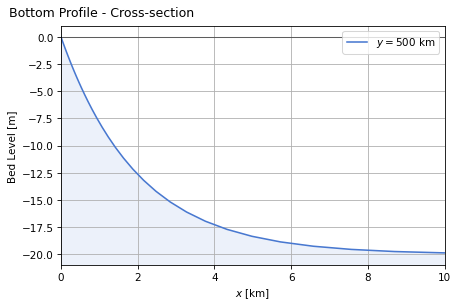 Bottom Profile - Cross-section
y = 500 km
0.0
−2.5
−5.0
−7.5
−10.0
−12.5
−15.0
−17.5
−20.0
Bed Level [m]
0 2 4 6 8 10
x [km]